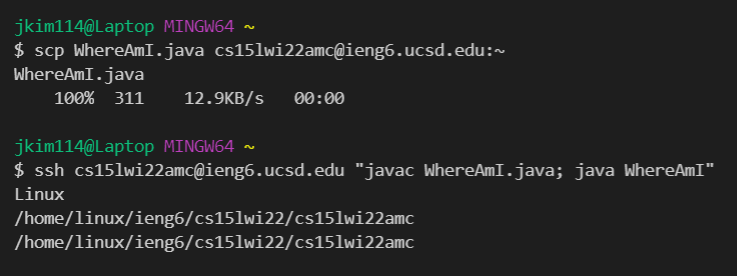 jkim114@Laptop MINGW64 ~
$ scp WhereAmI.java cs15lwi22amc@ieng6.ucsd.edu:~
WhereAmI.java
    100%  311    12.9KB/s   00:00

jkim114@Laptop MINGW64 ~
$ ssh cs15lwi22amc@ieng6.ucsd.edu "javac WhereAmI.java; java WhereAmI"
Linux
/home/linux/ieng6/cs15lwi22/cs15lwi22amc
/home/linux/ieng6/cs15lwi22/cs15lwi22amc